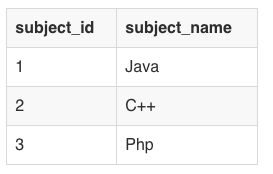 subject_id subject_name
1 Java
2 C++
3 Php